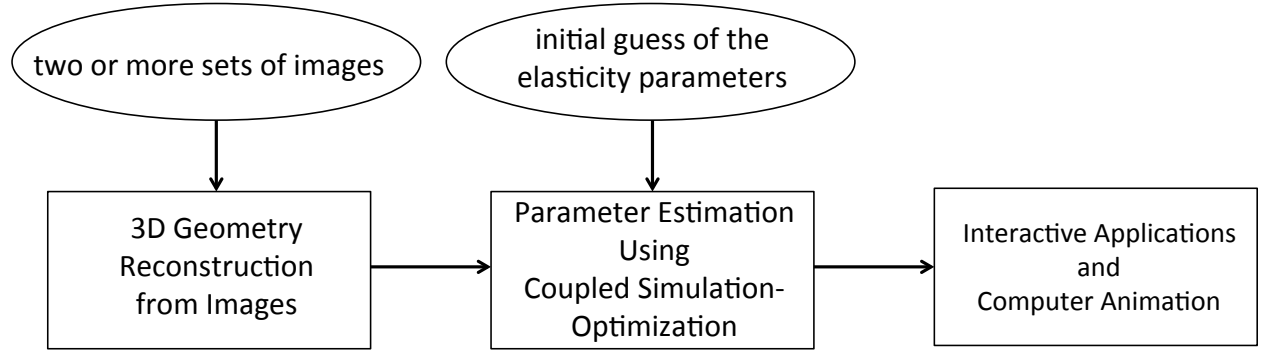 two or more sets of images
initial guess of the
elasticity parameters
3D Geometry
Reconstruction
from Images
Parameter Estimation
Using
Coupled Simulation-
Optimization
Interactive Applications
and
Computer Animation